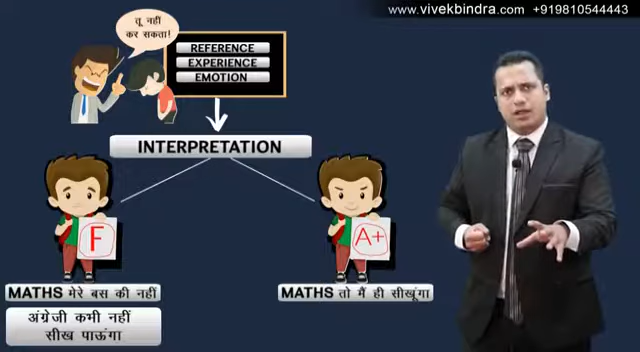 www.vivekbindra.com +919810544443
तू नहीं
कर सकता!
REFERENCE
EXPERIENCE
EMOTION
INTERPRETATION
F
A+
MATHS मेरे बस की नहीं
MATHS तो मैं ही सीखूंगा
अंग्रेजी कभी नहीं
सीख पाऊंगा